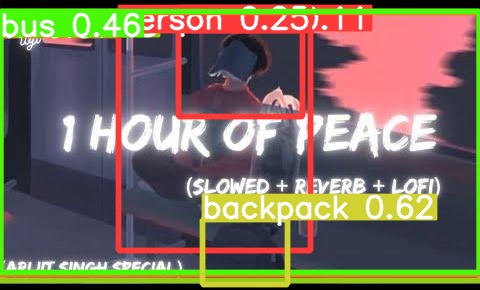 bus 0.46
erson 0.25).11
1 HOUR OF PEACE
(SLOWED + REVERB + LOFI)
backpack 0.62
(ARIJIT SINGH SPECIAL)